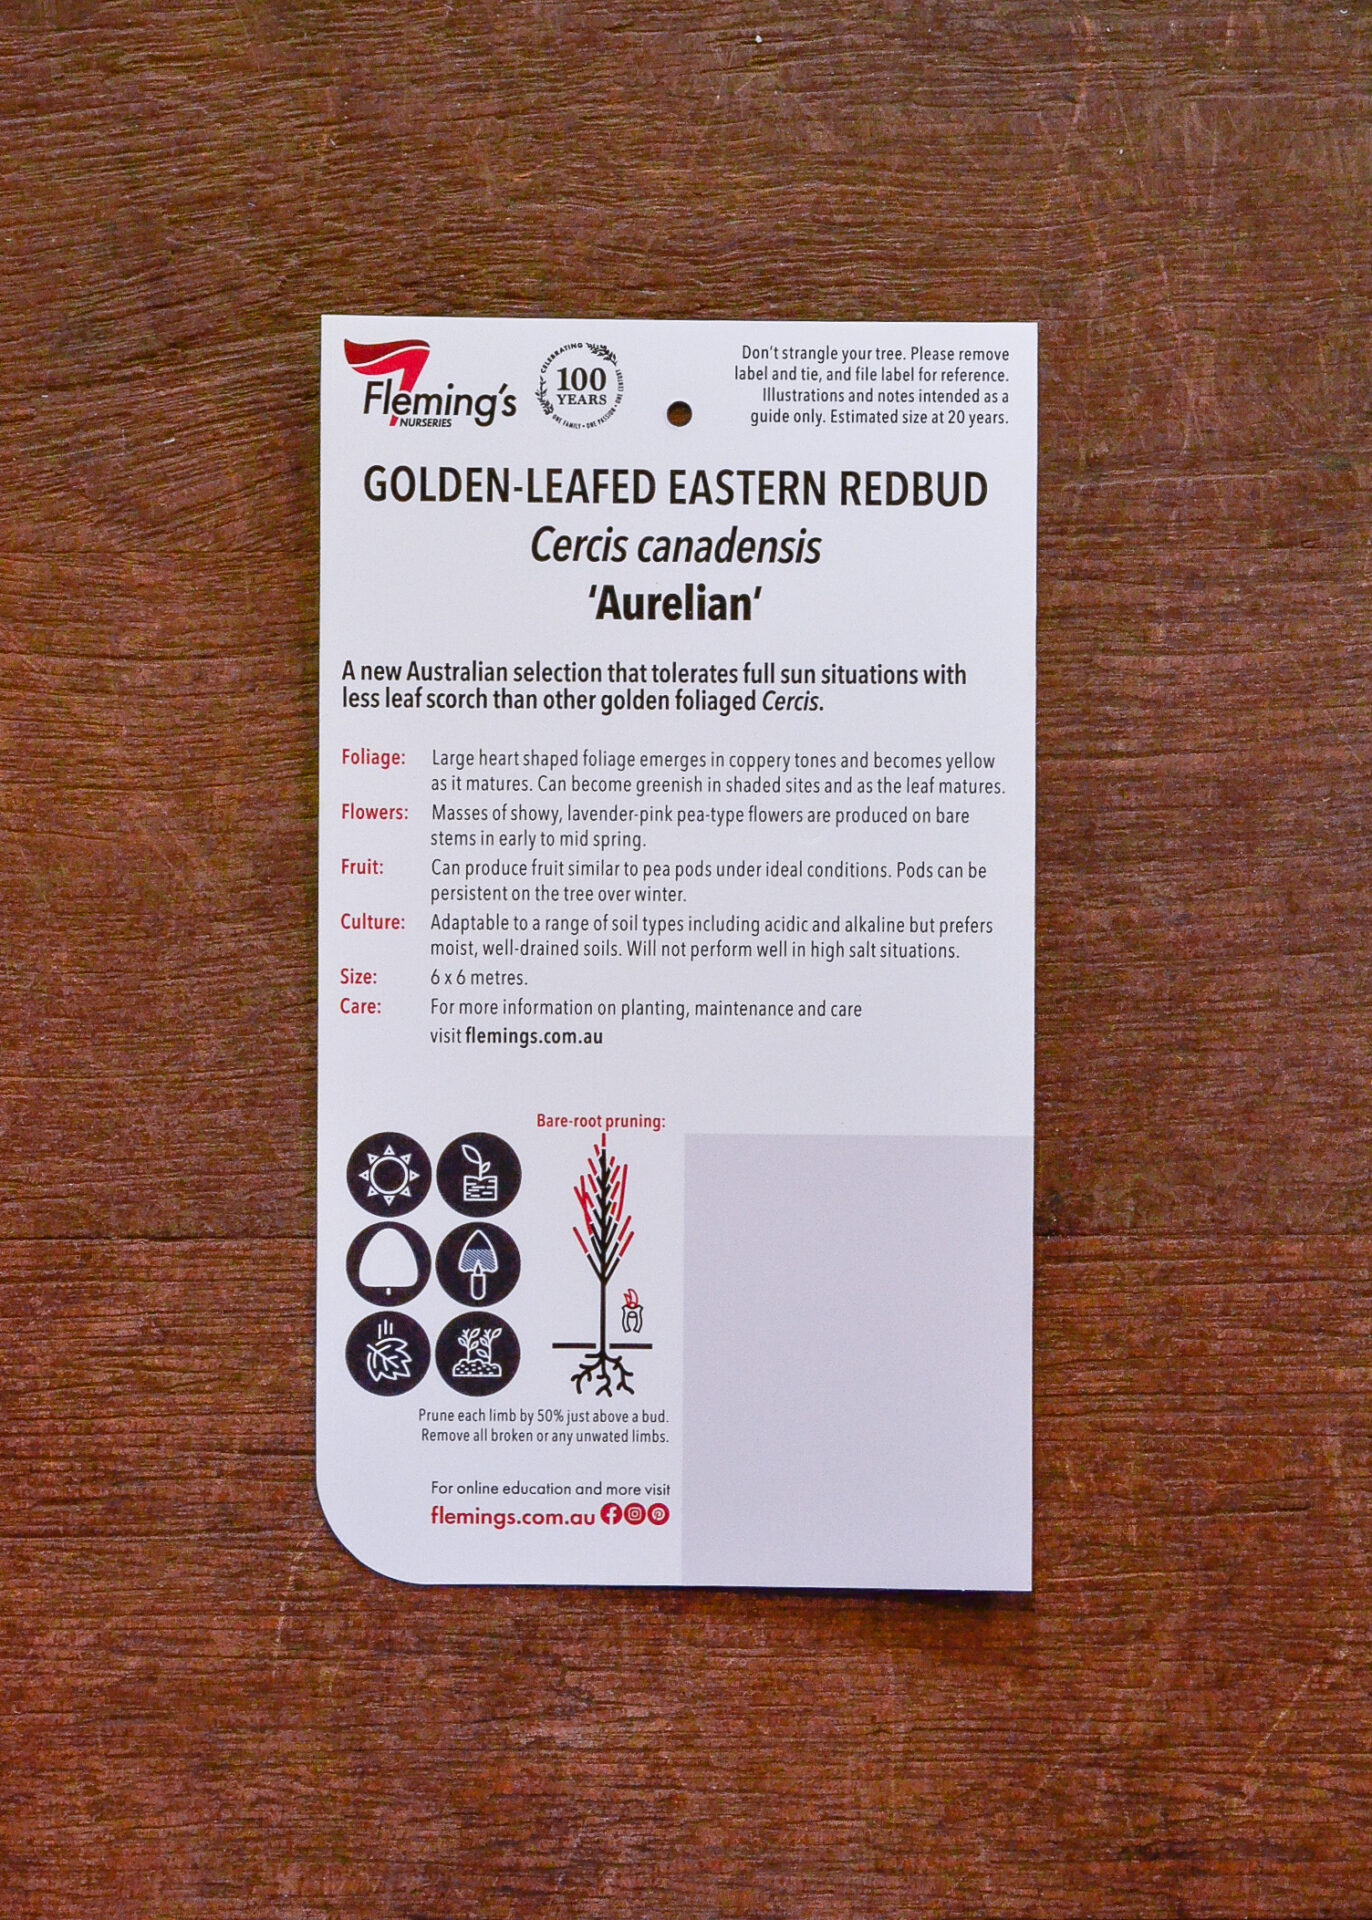 Fleming's
NURSERIES
CELEBRATING
100
YEARS
ONE FAMILY • ONE PASSION •
Don't strangle your tree. Please remove
label and tie, and file label for reference.
Illustrations and notes intended as a
guide only. Estimated size at 20 years.
GOLDEN-LEAFED EASTERN REDBUD
Cercis canadensis
'Aurelian'
A new Australian selection that tolerates full sun situations with
less leaf scorch than other golden foliaged Cercis.
Foliage: Large heart shaped foliage emerges in coppery tones and becomes yellow
as it matures. Can become greenish in shaded sites and as the leaf matures.
Flowers: Masses of showy, lavender-pink pea-type flowers are produced on bare
stems in early to mid spring.
Fruit: Can produce fruit similar to pea pods under ideal conditions. Pods can be
persistent on the tree over winter.
Culture: Adaptable to a range of soil types including acidic and alkaline but prefers
moist, well-drained soils. Will not perform well in high salt situations.
Size: 6 x 6 metres.
Care: For more information on planting, maintenance and care
visit flemings.com.au
Bare-root pruning:
Prune each limb by 50% just above a bud.
Remove all broken or any unwated limbs.
For online education and more visit
flemings.com.au